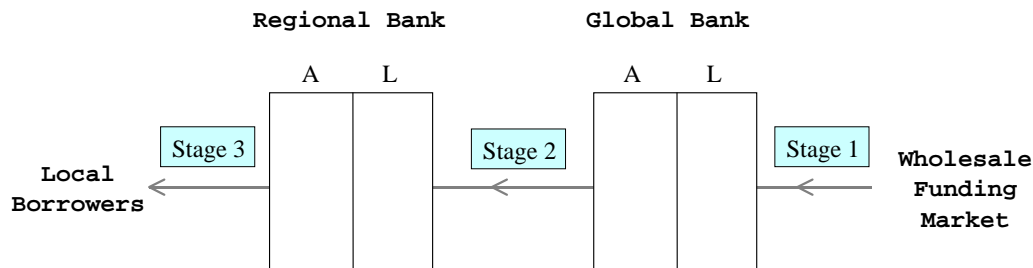 Regional Bank
Global Bank
A
L
A
L
Stage 3
Stage 2
Stage 1
Local
Borrowers
Wholesale
Funding
Market